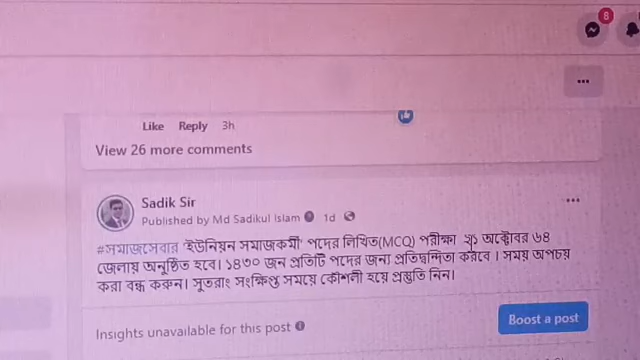 8
Like Reply 3h
View 26 more comments
Sadik Sir
Published by Md Sadikul Islam 1d
#সমাজসেবার 'ইউনিয়ন সমাজকর্মী' পদের লিখিত(MCQ) পরীক্ষা অক্টোবর ৬৪
জেলায় অনুষ্ঠিত হবে। ১৪৩০ জন প্রতিটি পদের জন্য প্রতিদ্বন্দিতা করবে । সময় অপচয়
করা বন্ধ করুন। সুতরাং সংক্ষিপ্ত সময়ে কৌশলী হয়ে প্রস্তুতি নিন।
Insights unavailable for this post
Boost a post